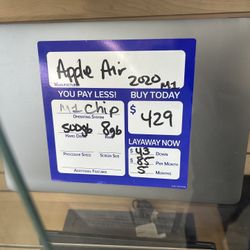 Apple Air 2020 M1
Manufacturer
YOU PAY LESS!
BUY TODAY
M1 Chip
Operating System
$429
500gb 8gb
Hard Drive
LAYAWAY NOW
$43 Down
Processor Speed Screen Size
$85 Per Month
5 Months
Additional Features